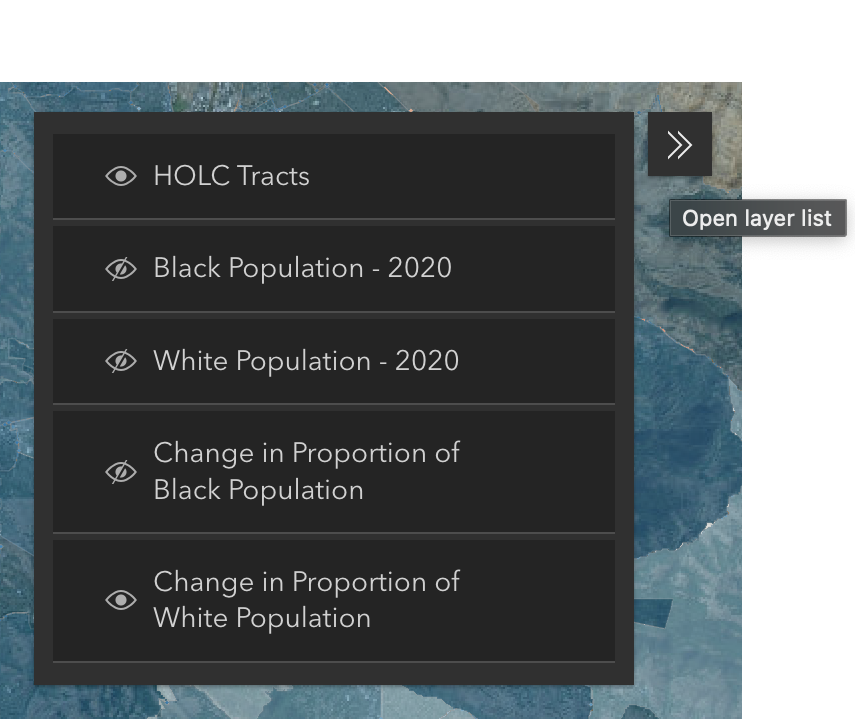 HOLC Tracts
Open layer list
Black Population - 2020
White Population - 2020
Change in Proportion of
Black Population
Change in Proportion of
White Population